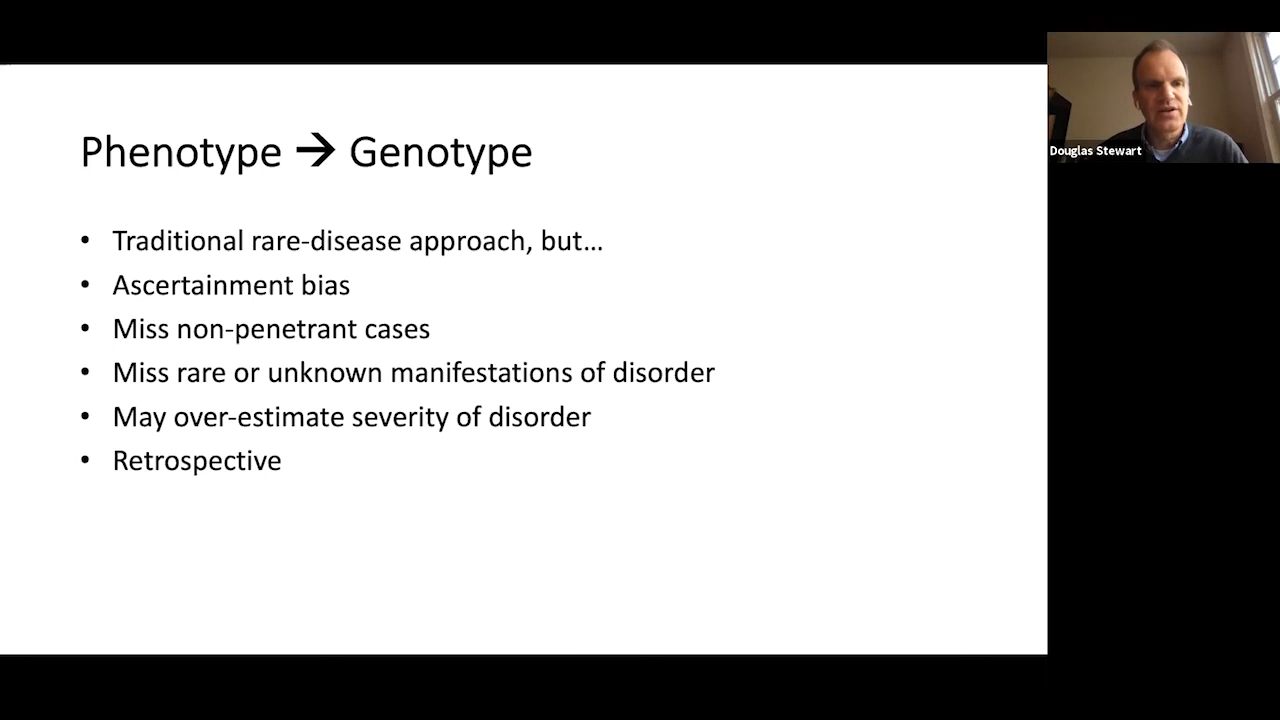 Phenotype → Genotype
• Traditional rare-disease approach, but…
• Ascertainment bias
• Miss non-penetrant cases
• Miss rare or unknown manifestations of disorder
• May over-estimate severity of disorder
• Retrospective
Douglas Stewart